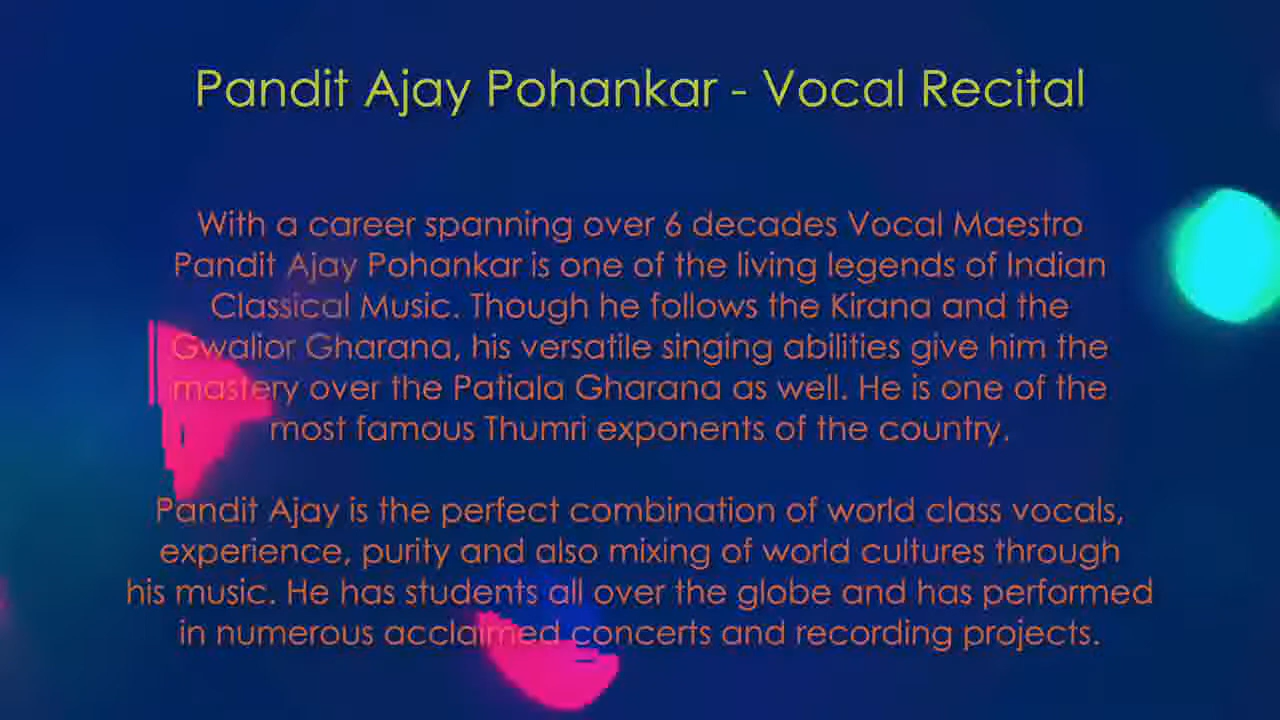 Pandit Ajay Pohankar - Vocal Recital
With a career spanning over 6 decades Vocal Maestro
Pandit Ajay Pohankar is one of the living legends of Indian
Classical Music. Though he follows the Kirana and the
Gwalior Gharana, his versatile singing abilities give him the
mastery over the Patiala Gharana as well. He is one of the
most famous Thumri exponents of the country.
Pandit Ajay is the perfect combination of world class vocals,
experience, purity and also mixing of world cultures through
his music. He has students all over the globe and has performed
in numerous acclaimed concerts and recording projects.